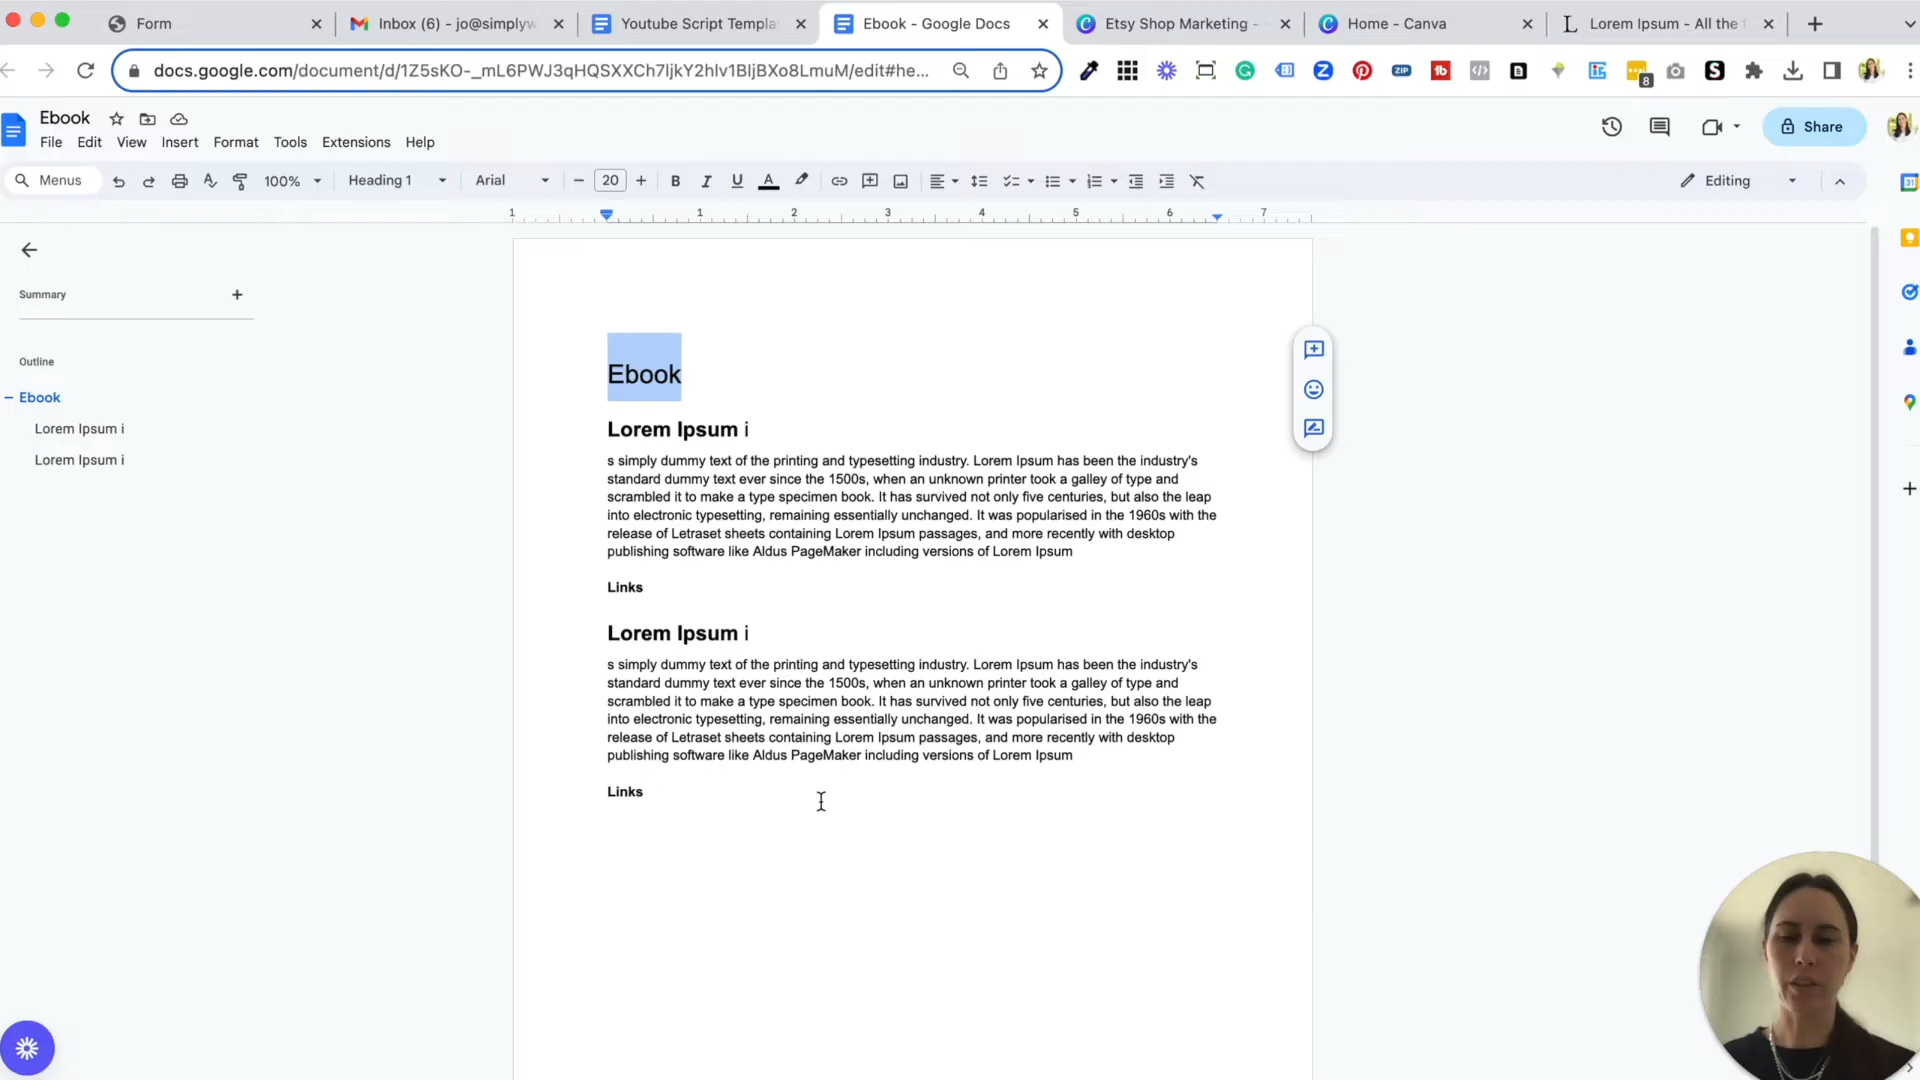 Form
Inbox (6) - jo@simplyw
Youtube Script Templa
Ebook - Google Docs
Etsy Shop Marketing -
Home - Canva
Lorem Ipsum - All the f
docs.google.com/document/d/1Z5sKO-_mL6PWJ3qHQSXXCh7ljkY2hlv1BljBXo8LmuM/edit#he...
ZIP
8
Ebook
File Edit View Insert Format Tools Extensions Help
Share
Menus
100%
Heading 1
Arial
20
Editing
1 1 2 3 4 5 6 7
31
Summary
Outline
Ebook
Lorem Ipsum i
Lorem Ipsum i
Ebook
Lorem Ipsum i
s simply dummy text of the printing and typesetting industry. Lorem Ipsum has been the industry's
standard dummy text ever since the 1500s, when an unknown printer took a galley of type and
scrambled it to make a type specimen book. It has survived not only five centuries, but also the leap
into electronic typesetting, remaining essentially unchanged. It was popularised in the 1960s with the
release of Letraset sheets containing Lorem Ipsum passages, and more recently with desktop
publishing software like Aldus PageMaker including versions of Lorem Ipsum
Links
Lorem Ipsum i
s simply dummy text of the printing and typesetting industry. Lorem Ipsum has been the industry's
standard dummy text ever since the 1500s, when an unknown printer took a galley of type and
scrambled it to make a type specimen book. It has survived not only five centuries, but also the leap
into electronic typesetting, remaining essentially unchanged. It was popularised in the 1960s with the
release of Letraset sheets containing Lorem Ipsum passages, and more recently with desktop
publishing software like Aldus PageMaker including versions of Lorem Ipsum
Links